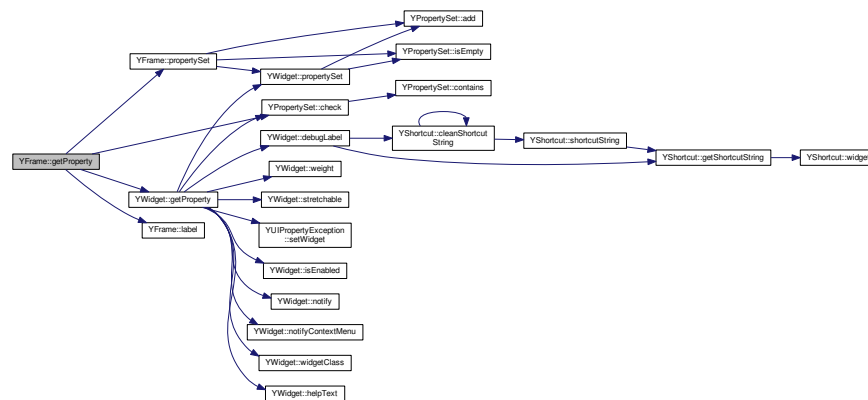 YPropertySet::add
YPropertySet::isEmpty
YFrame::propertySet
YWidget::propertySet
YPropertySet::contains
YPropertySet::check
YWidget::debugLabel
YShortcut::cleanShortcut
String
YShortcut::shortcutString
YShortcut::getShortcutString
YShortcut::widget
YFrame::getProperty
YWidget::weight
YWidget::getProperty
YWidget::stretchable
YFrame::label
YUIPropertyException
::setWidget
YWidget::isEnabled
YWidget::notify
YWidget::notifyContextMenu
YWidget::widgetClass
YWidget::helpText